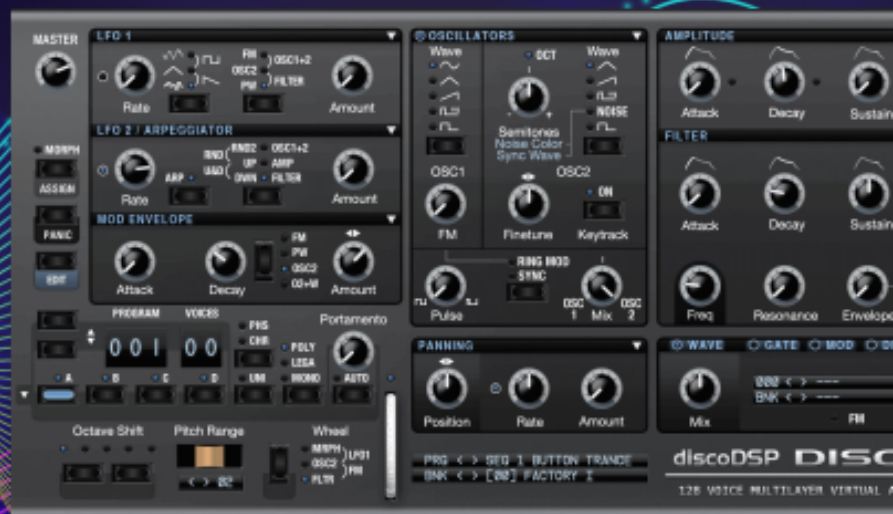 MASTER
LFO 1
FM
OSC2
PW
OSC1+2
FILTER
Rate
Amount
LFO 2 / ARPEGGIATOR
RND2
RND
UP
U&D
DWN
OSC1+2
AMP
FILTER
ARP
Rate
Amount
MORPH
ASSIGN
PANIC
EDIT
MOD ENVELOPE
FM
PW
OSC2
Attack
Decay
Amount
PROGRAM
VOICES
001
00
PHS
CHR
UNI
POLY
LEGA
MONO
Portamento
AUTO
A
B
C
D
Octave Shift
Pitch Range
< > 02
Wheel
MRPH
OSC2
FLTR
LFO1
FM
OSCILLATORS
Wave
OCT
Wave
NOISE
Semitones
Noise Color
Sync Wave
OSC1
OSC2
ON
FM
Finetune
Keytrack
RING MOD
SYNC
Pulse
OSC 1
Mix
OSC 2
PANNING
Position
Rate
Amount
PRG < > SEQ 1 BUTTON TRANCE
BNK < > [00] FACTORY I
AMPLITUDE
Attack
Decay
Sustain
FILTER
Attack
Decay
Sustain
Freq
Resonance
Envelope
WAVE
GATE
MOD
000 < > ---
BNK < > ---
Mix
FM
discoDSP DISC
128 VOICE MULTILAYER VIRTUAL A